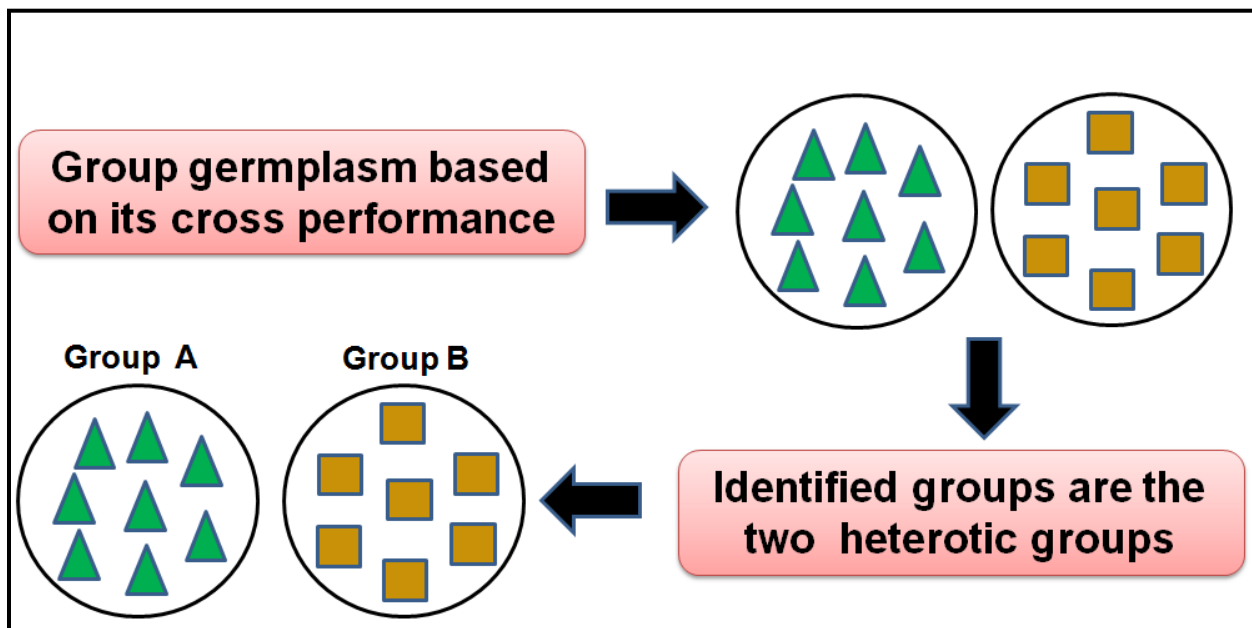 Group germplasm based
on its cross performance
Group A
Group B
Identified groups are the
two heterotic groups